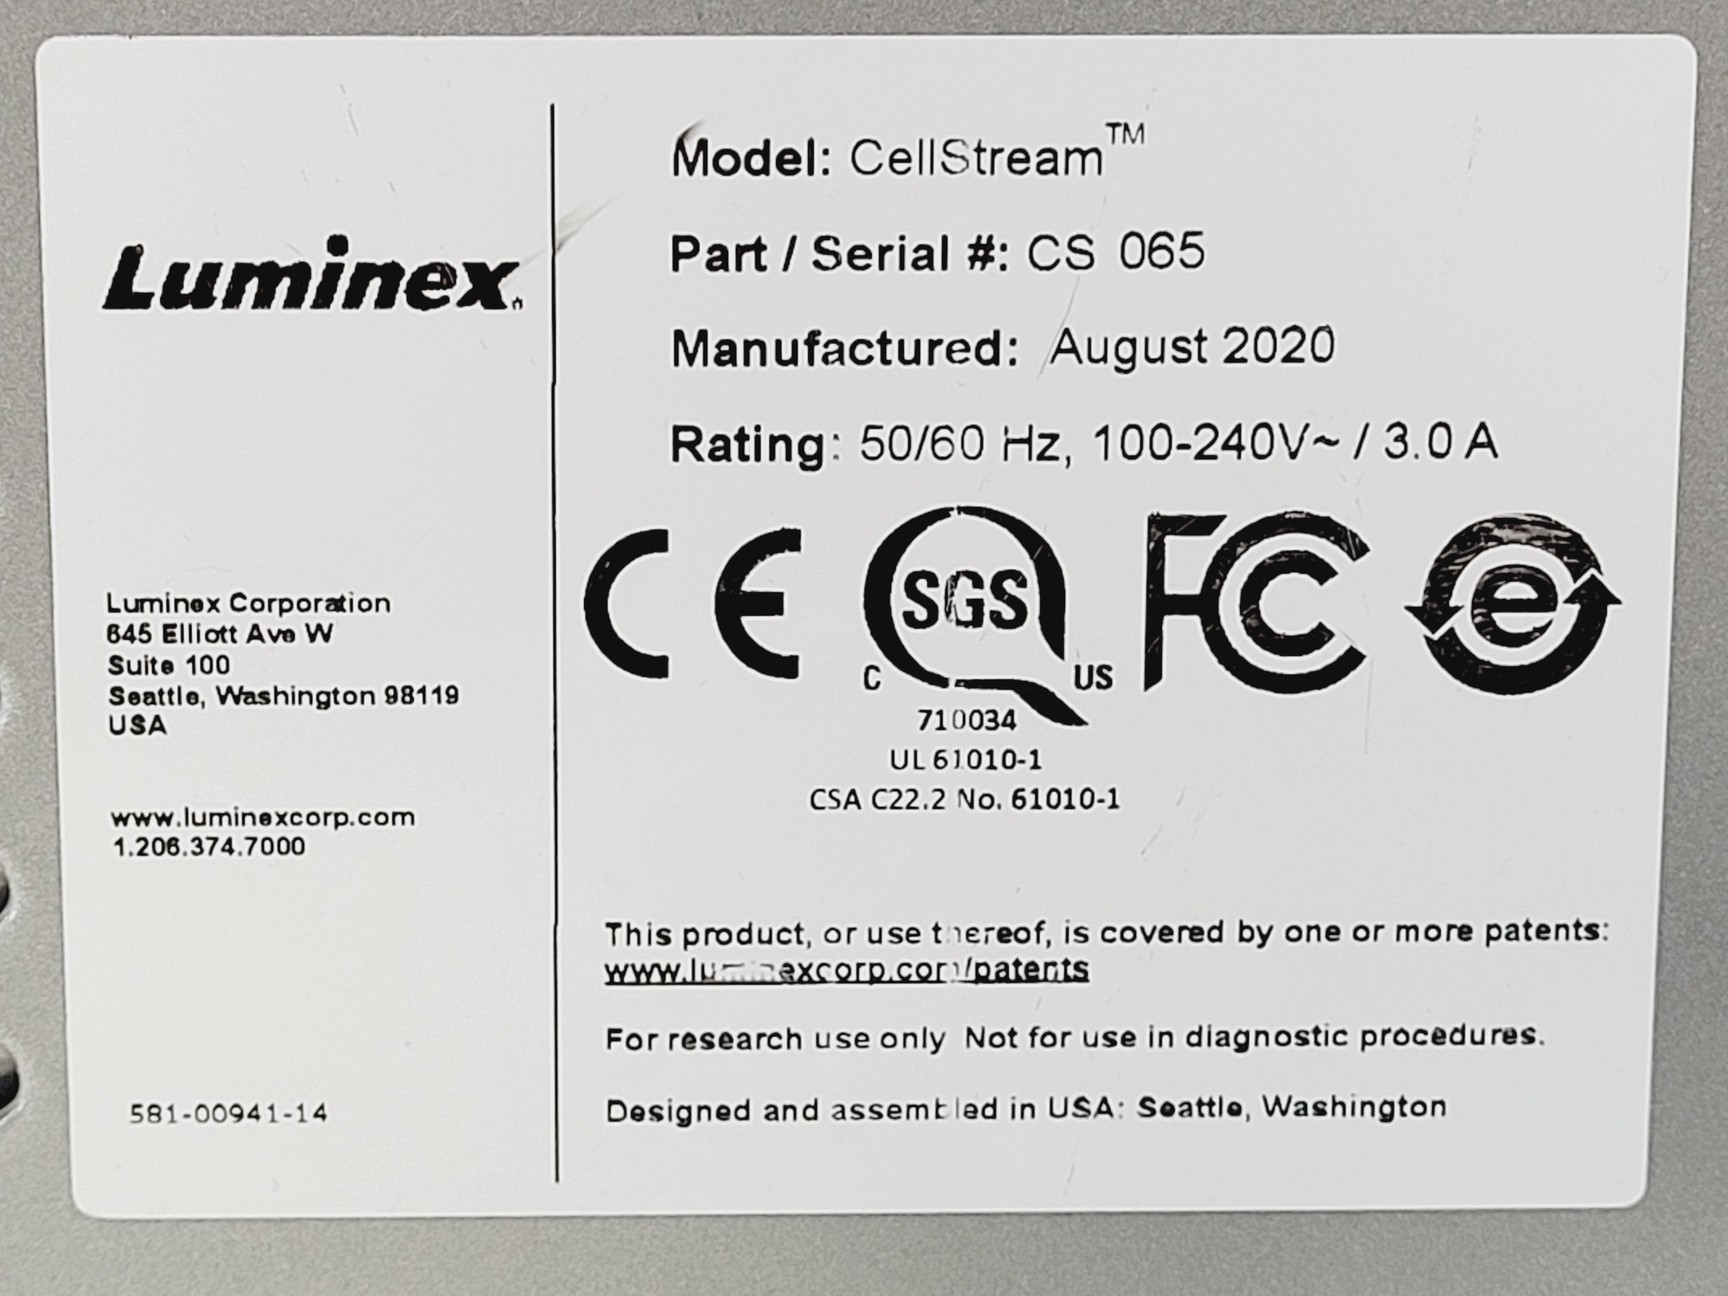 Luminex
Luminex Corporation
645 Elliott Ave W
Suite 100
Seattle, Washington 98119
USA
www.luminexcorp.com
1.206.374.7000
581-00941-14
Model: CellStream™
Part / Serial #: CS 065
Manufactured: August 2020
Rating: 50/60 Hz, 100-240V~ / 3.0 A
CE
SGS
C US
FC
e
710034
UL 61010-1
CSA C22.2 No. 61010-1
This product, or use thereof, is covered by one or more patents:
www.luminexcorp.com/patents
For research use only Not for use in diagnostic procedures.
Designed and assembled in USA: Seattle, Washington